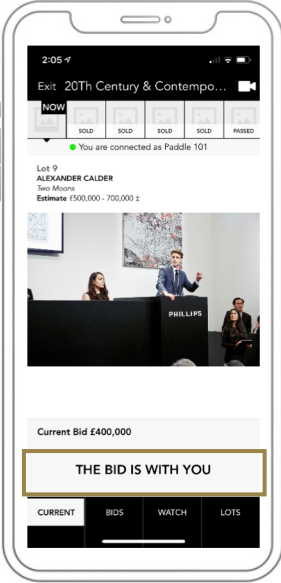 2:05
Exit 20Th Century & Contempo...
NOW
SOLD SOLD SOLD SOLD PASSED
You are connected as Paddle 101
Lot 9
ALEXANDER CALDER
Two Moons
Estimate £500,000 - 700,000 ‡
PHILLIPS
Current Bid £400,000
THE BID IS WITH YOU
CURRENT BIDS WATCH LOTS